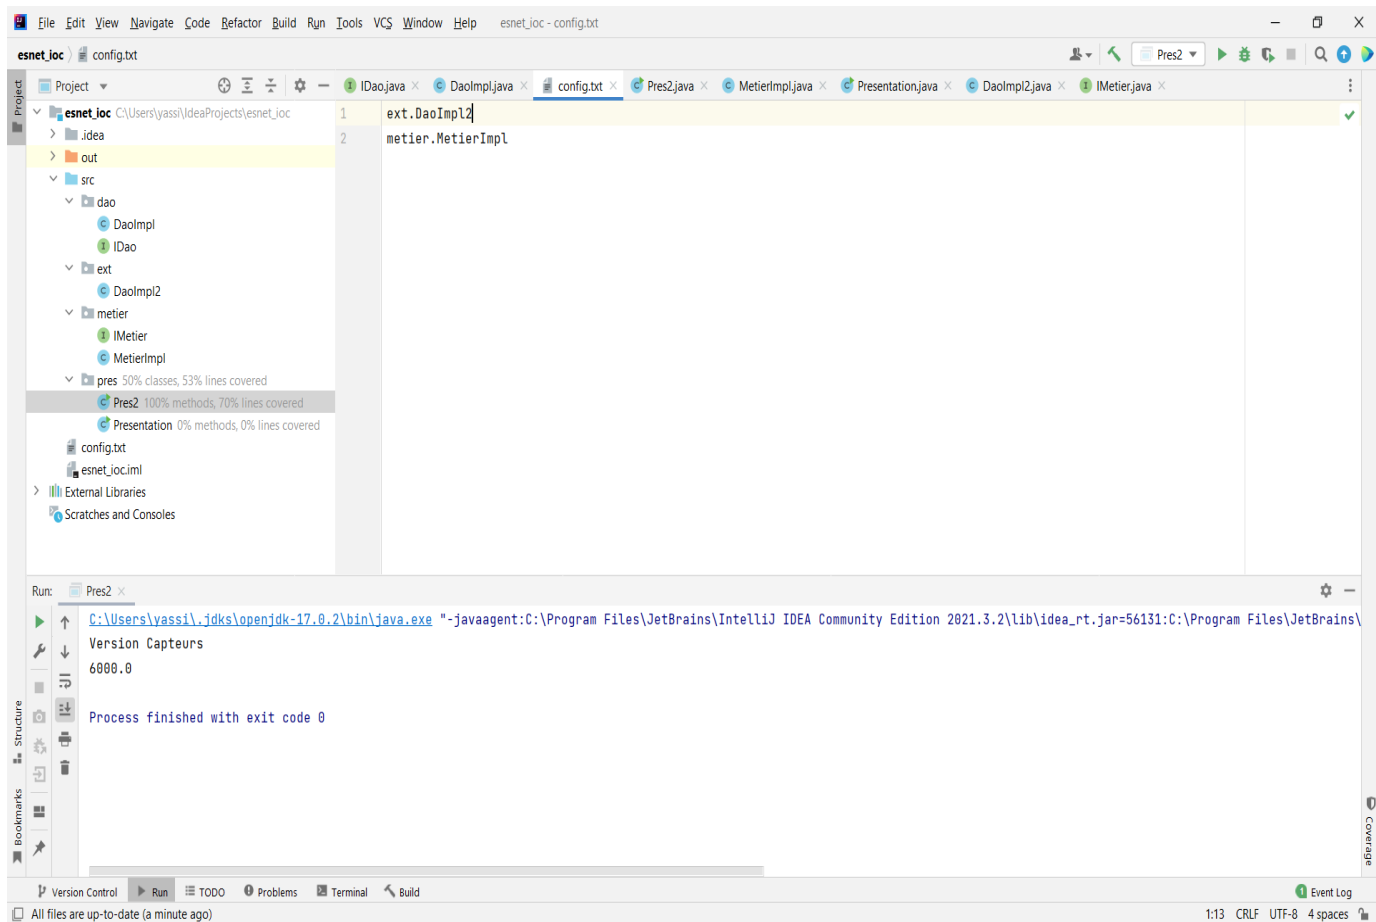 File Edit View Navigate Code Refactor Build Run Tools VCS Window Help esnet_ioc - config.txt
esnet_ioc config.txt
Pres2
Project
Project
IDao.java DaoImpl.java config.txt Pres2.java MetierImpl.java Presentation.java DaoImpl2.java IMetier.java
esnet_ioc C:\Users\yassi\IdeaProjects\esnet_ioc
.idea
out
src
dao
DaoImpl
IDao
ext
DaoImpl2
metier
IMetier
MetierImpl
pres 50% classes, 53% lines covered
Pres2 100% methods, 70% lines covered
Presentation 0% methods, 0% lines covered
config.txt
esnet_ioc.iml
External Libraries
Scratches and Consoles
1 ext.DaoImpl2
2 metier.MetierImpl
Run: Pres2
C:\Users\yassi\.jdks\openjdk-17.0.2\bin\java.exe "-javaagent:C:\Program Files\JetBrains\IntelliJ IDEA Community Edition 2021.3.2\lib\idea_rt.jar=56131:C:\Program Files\JetBrains\
Version Capteurs
6000.0
Process finished with exit code 0
Structure
Bookmarks
Coverage
Version Control Run TODO Problems Terminal Build
1 Event Log
All files are up-to-date (a minute ago)
1:13 CRLF UTF-8 4 spaces